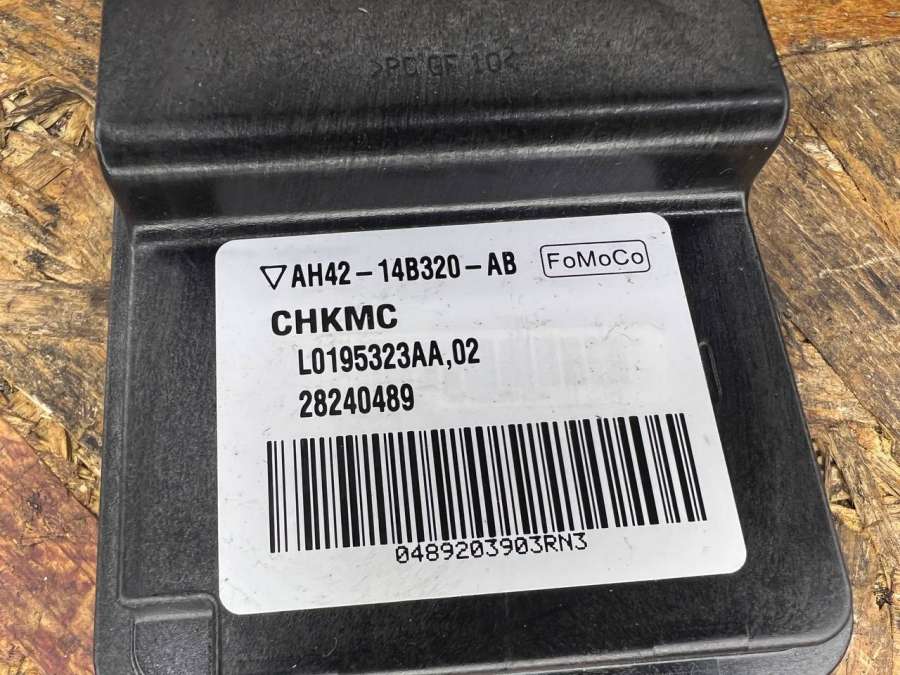 >PC GF 10<
▽AH42-14B320-AB FoMoCo
CHKMC
L0195323AA,02
28240489
0489203903RN3